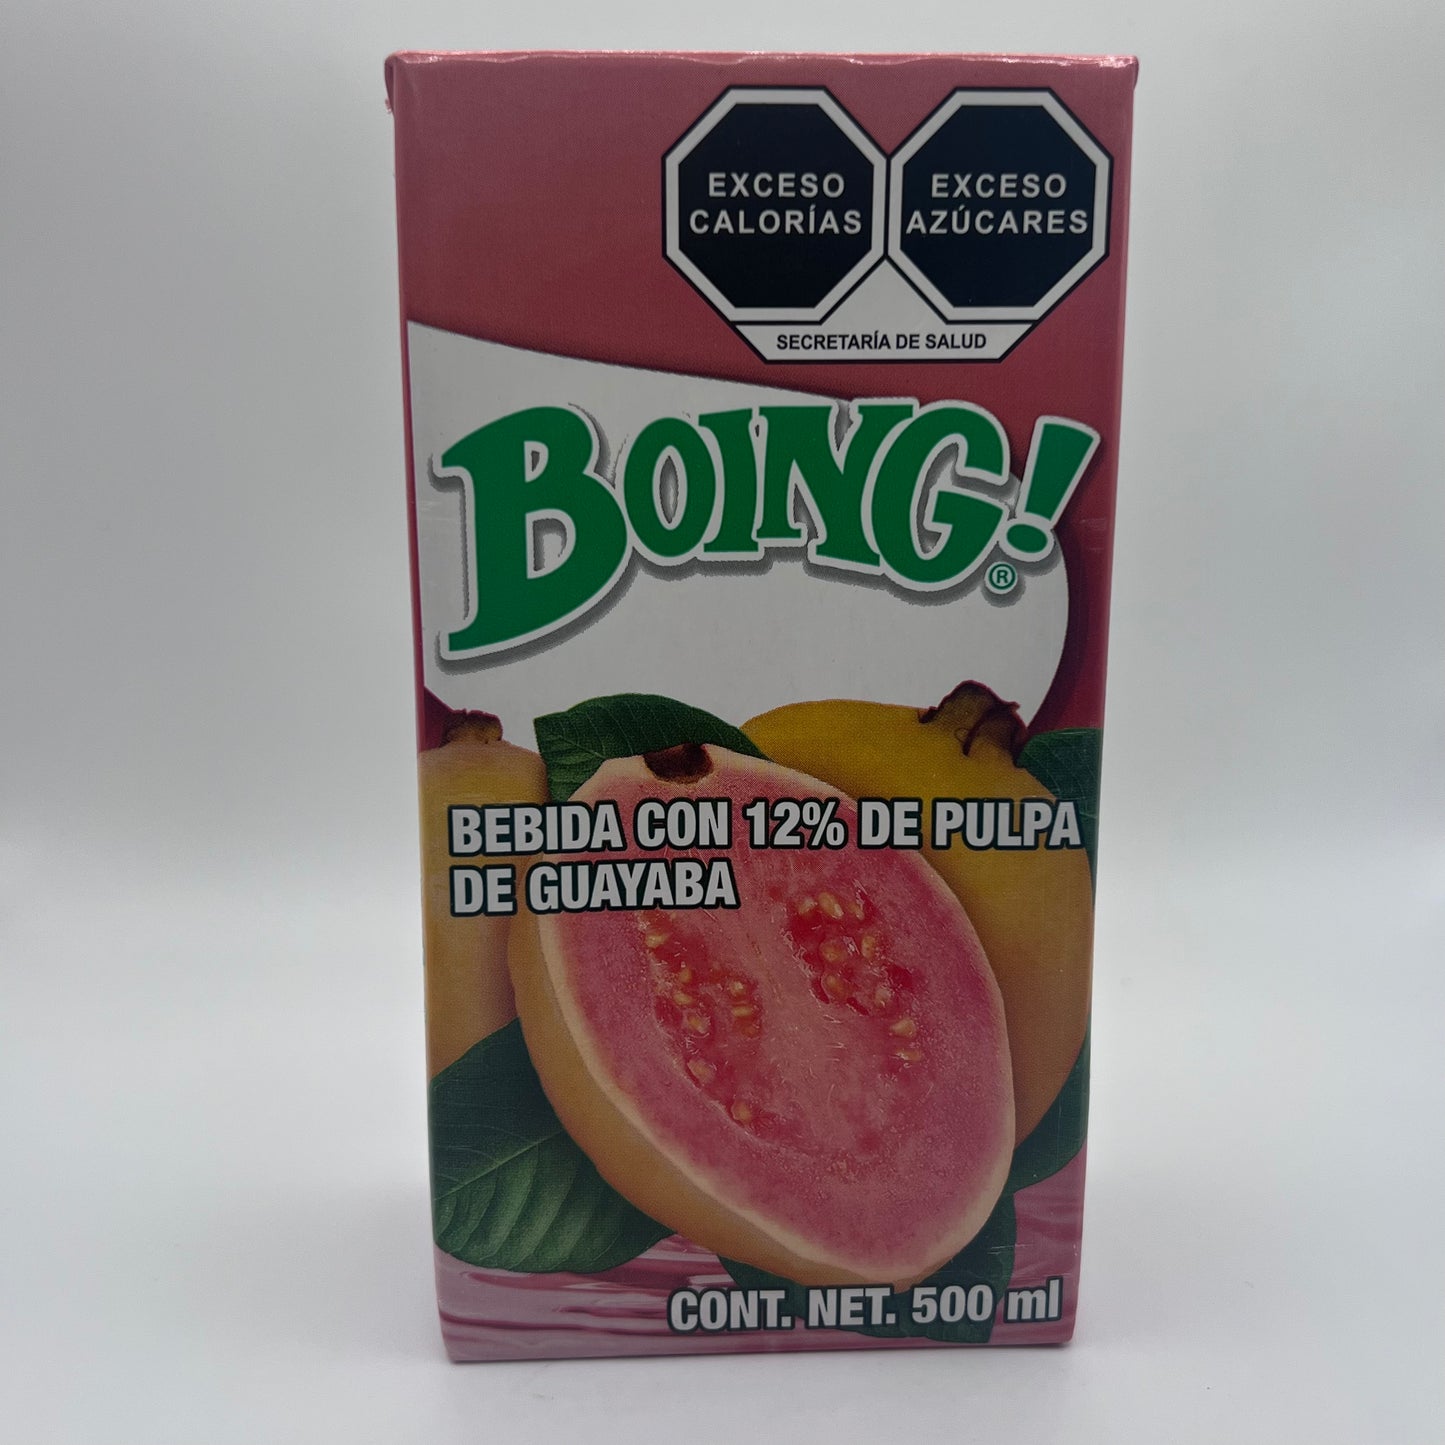 EXCESO
CALORÍAS
EXCESO
AZÚCARES
SECRETARÍA DE SALUD
BOING!®
BEBIDA CON 12% DE PULPA
DE GUAYABA
CONT. NET. 500 ml